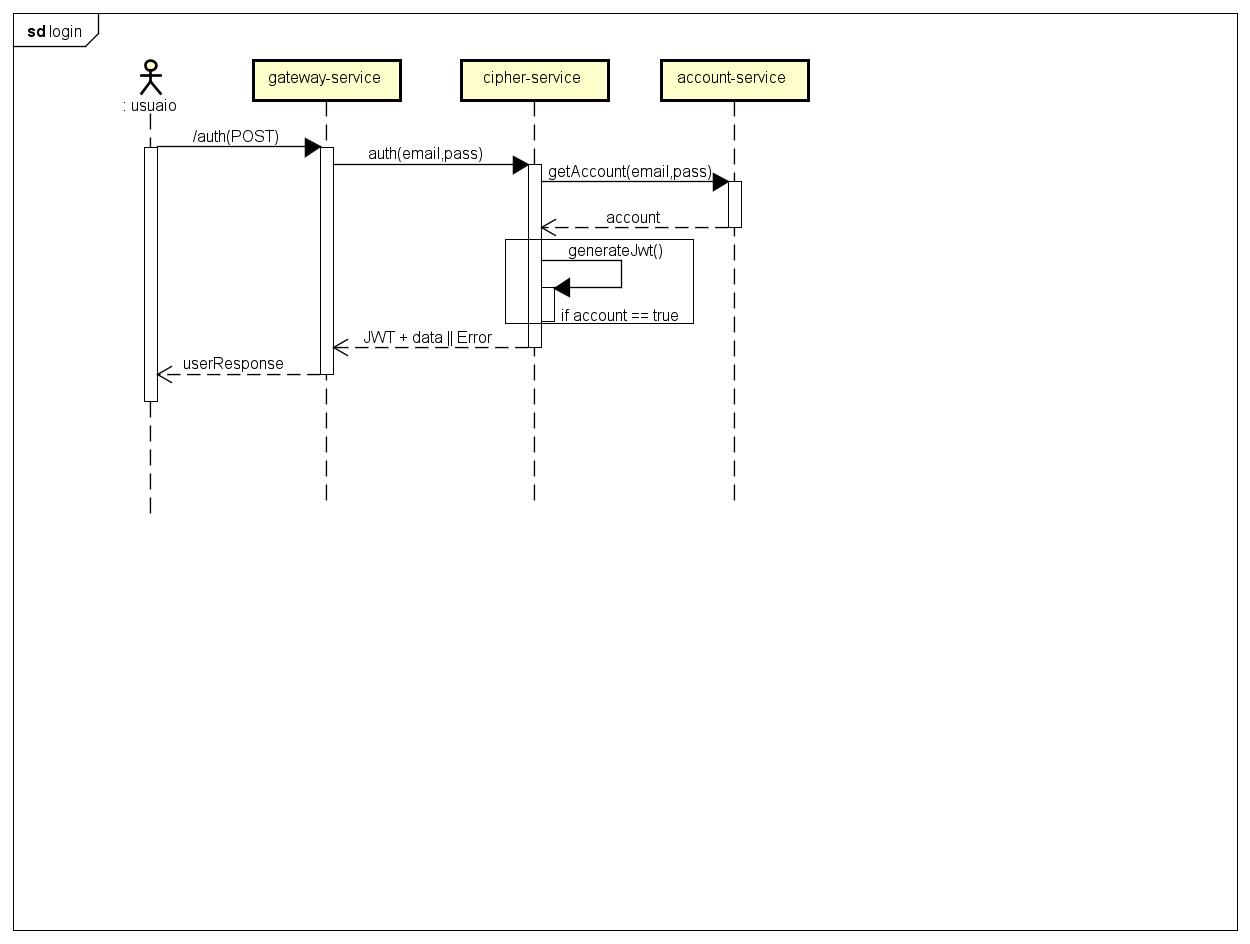 sd login
: usuaio
gateway-service
cipher-service
account-service
/auth(POST)
auth(email,pass)
getAccount(email,pass)
account
generateJwt()
if account == true
JWT + data || Error
userResponse